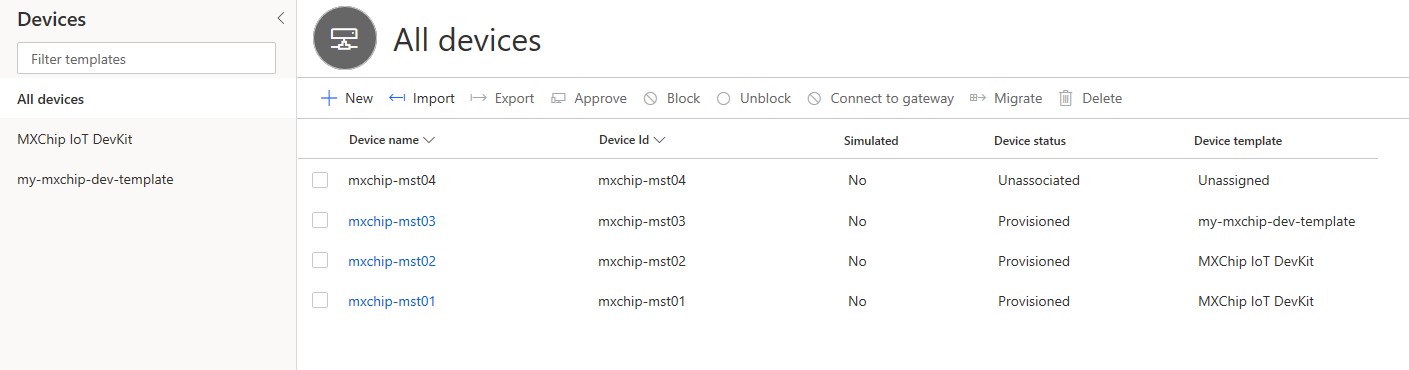 Devices
Filter templates
All devices
MXChip IoT DevKit
my-mxchip-dev-template
All devices
New Import Export Approve Block Unblock Connect to gateway Migrate Delete
Device name Device Id Simulated Device status Device template
mxchip-mst04 mxchip-mst04 No Unassociated Unassigned
mxchip-mst03 mxchip-mst03 No Provisioned my-mxchip-dev-template
mxchip-mst02 mxchip-mst02 No Provisioned MXChip IoT DevKit
mxchip-mst01 mxchip-mst01 No Provisioned MXChip IoT DevKit